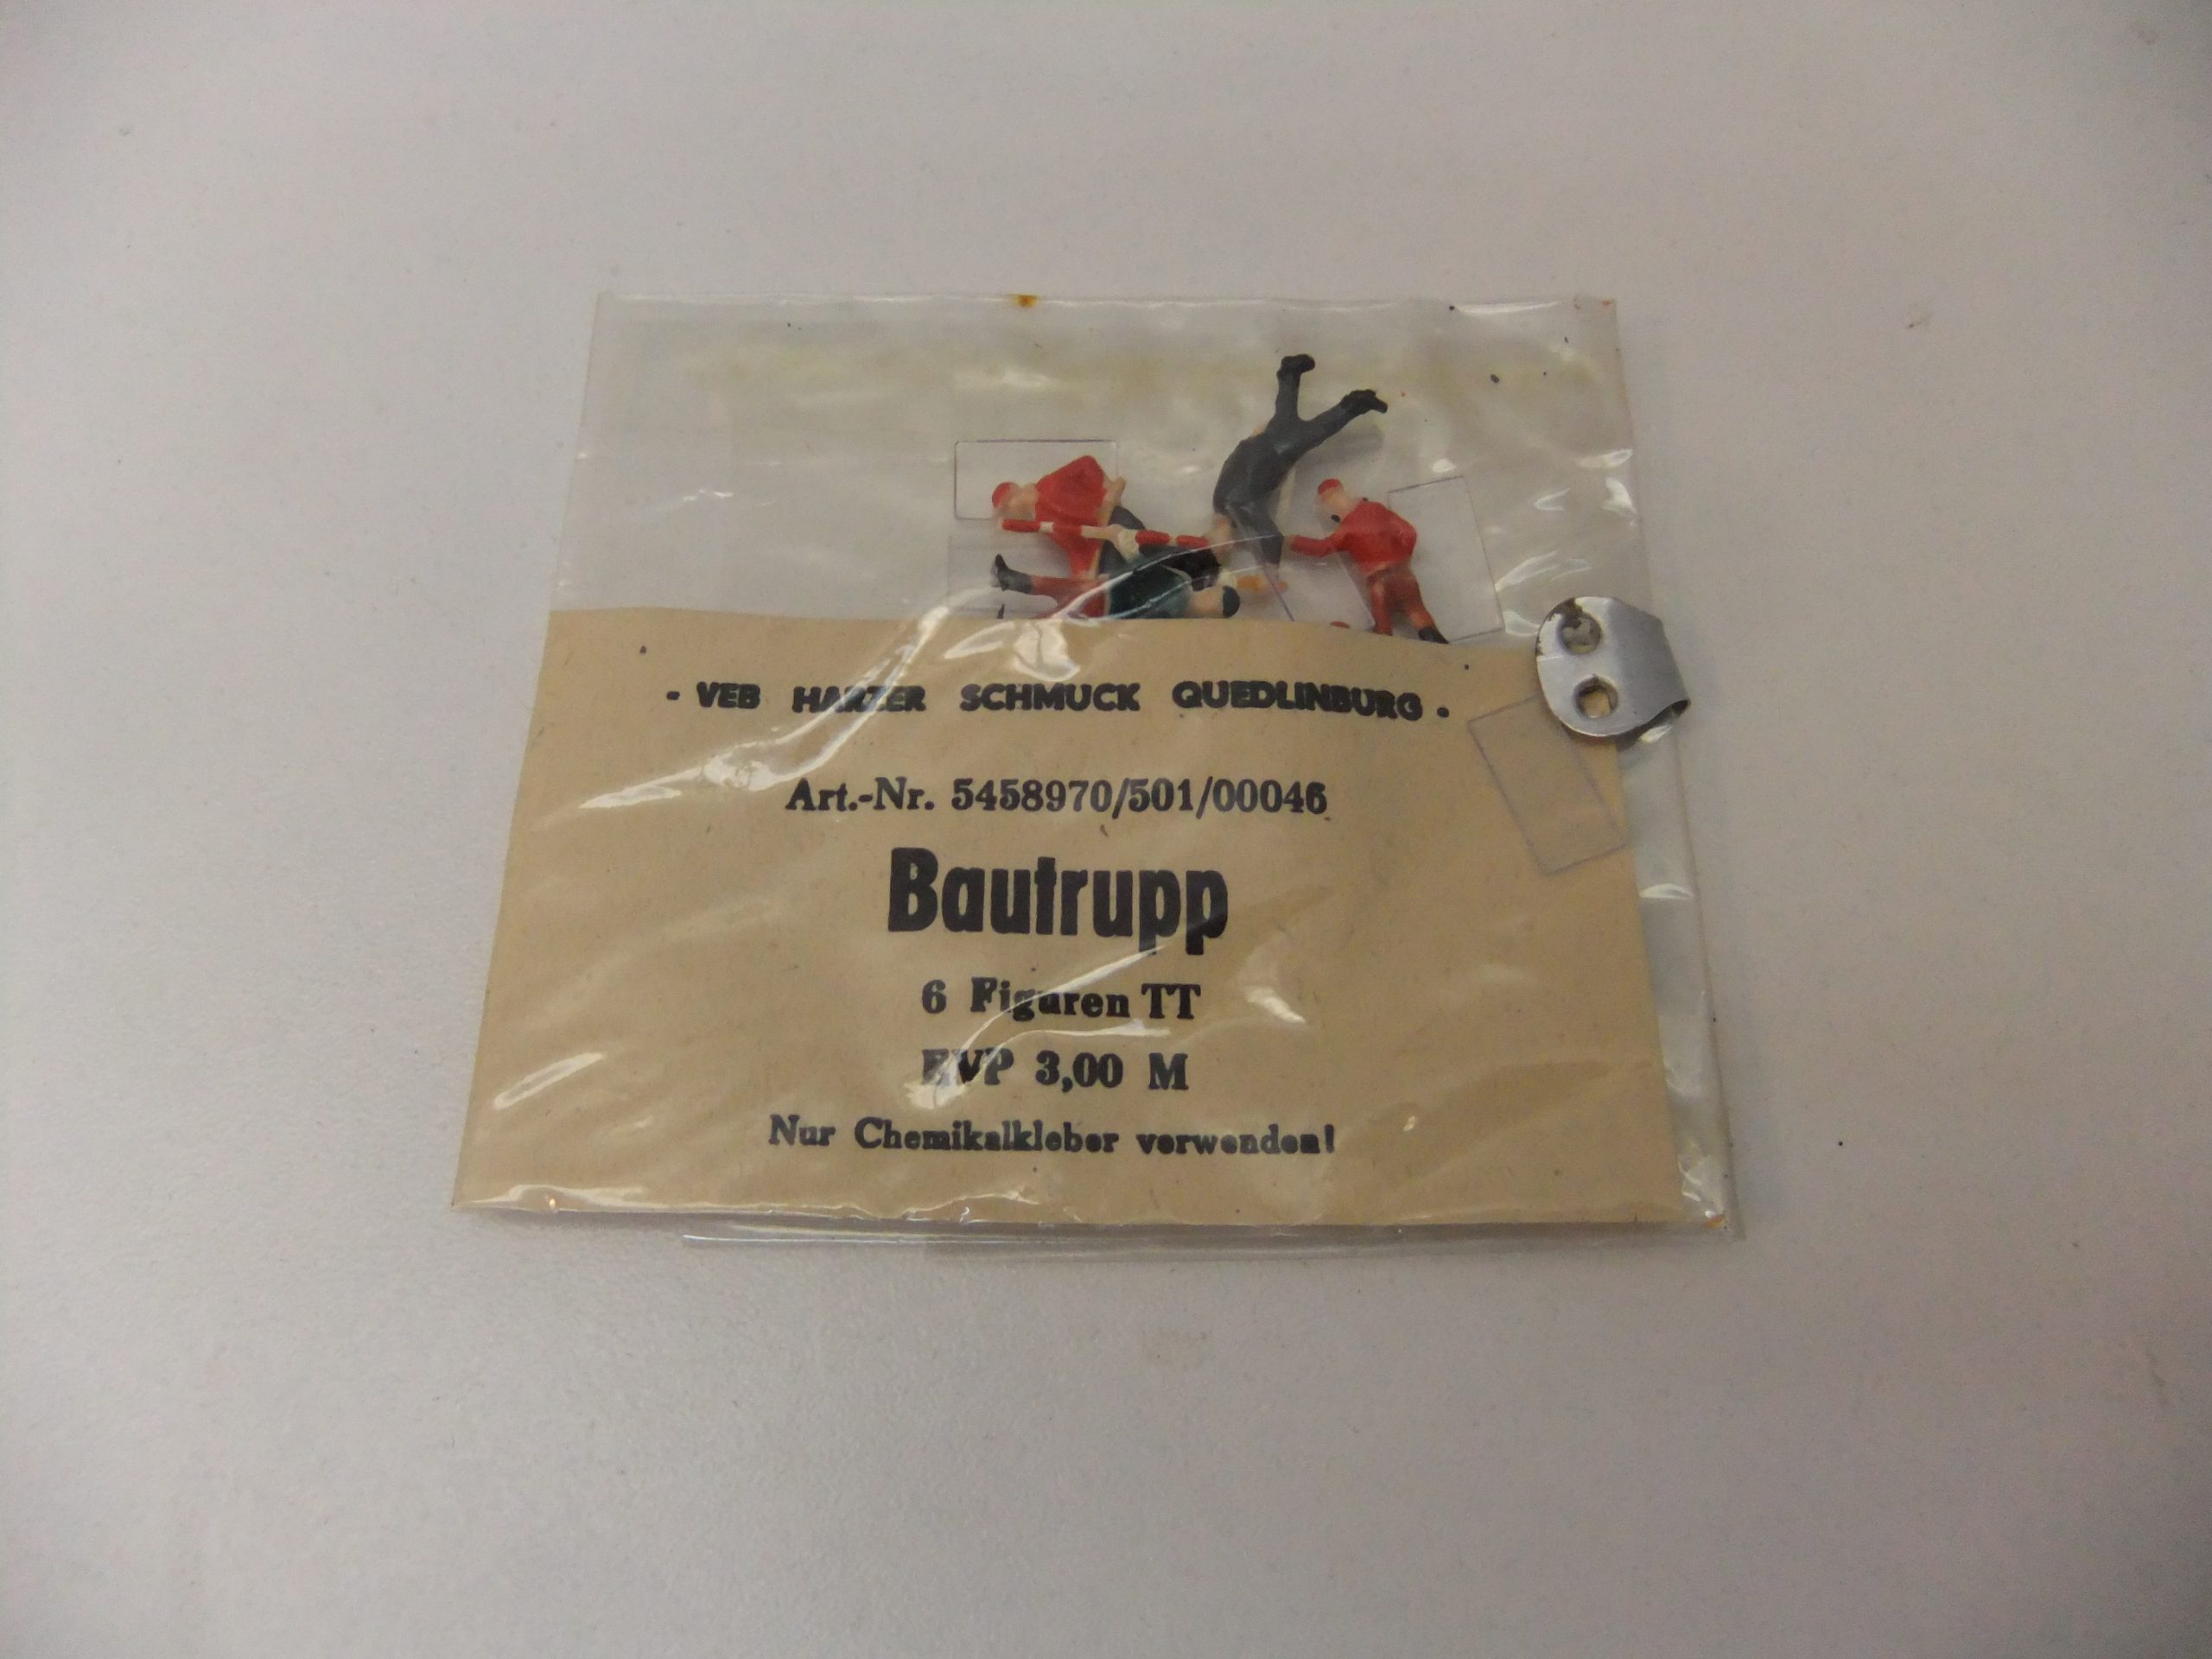 - VEB HARZER SCHMUCK QUEDLINBURG -
Art.-Nr. 5458970/501/00046
Bautrupp
6 Figuren TT
EVP 3,00 M
Nur Chemikalkleber verwenden!